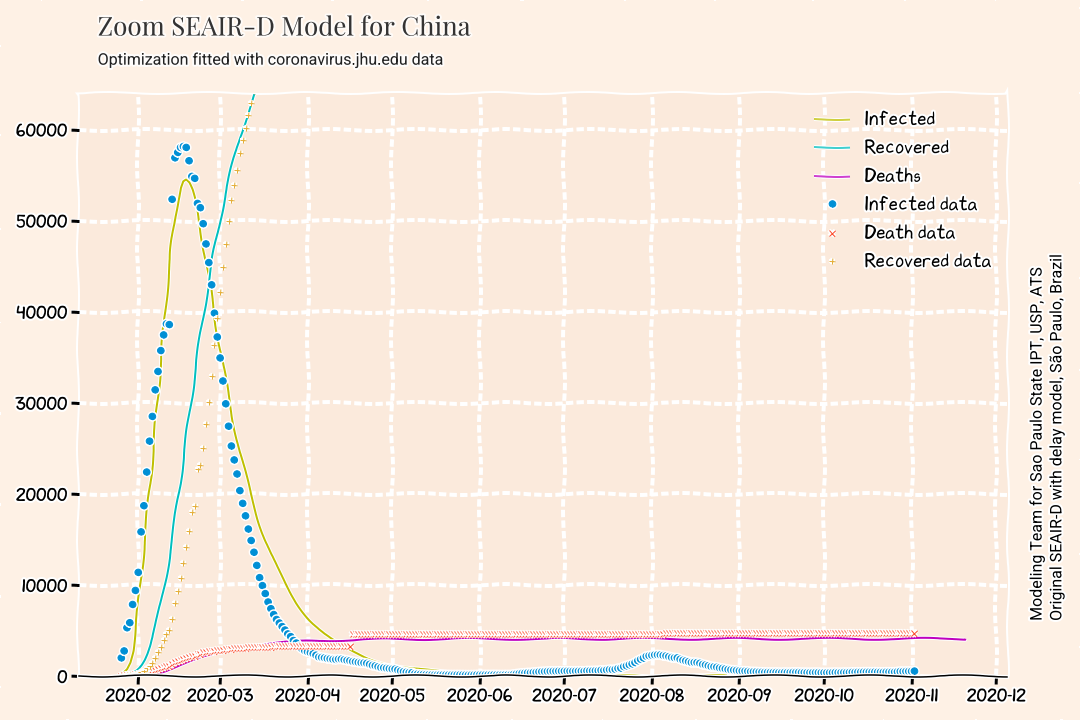 Zoom SEAIR-D Model for China
Optimization fitted with coronavirus.jhu.edu data
Infected
Recovered
Deaths
Infected data
Death data
Recovered data
60000
50000
40000
30000
20000
10000
0
2020-02 2020-03 2020-04 2020-05 2020-06 2020-07 2020-08 2020-09 2020-10 2020-11 2020-12
Modeling Team for Sao Paulo State IPT, USP, ATS
Original SEAIR-D with delay model, São Paulo, Brazil